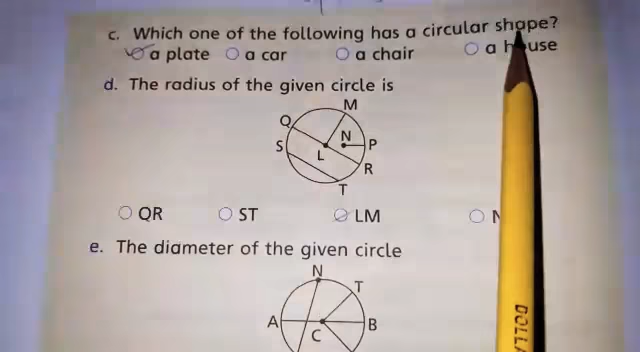 c. Which one of the following has a circular shape?
a plate a car a chair a h use
d. The radius of the given circle is
M
Q
N
S P
L
R
T
QR ST LM
e. The diameter of the given circle
N
T
A B
C